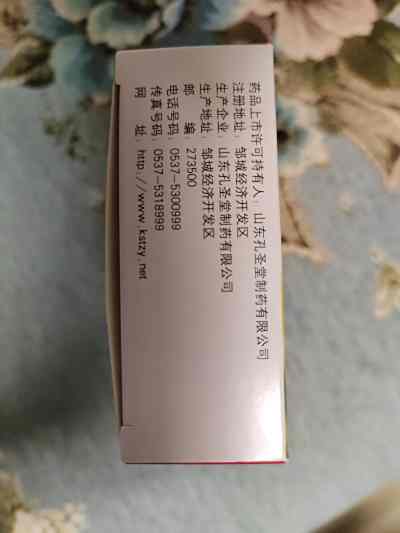 药品上市许可持有人：山东孔圣堂制药有限公司
注册地址：邹城经济开发区
生产企业：山东孔圣堂制药有限公司
生产地址：邹城经济开发区
邮 编 273500
电话号码：0537-5300999
传真号码：0537-5318999
网 址：http://www.kstzy.net